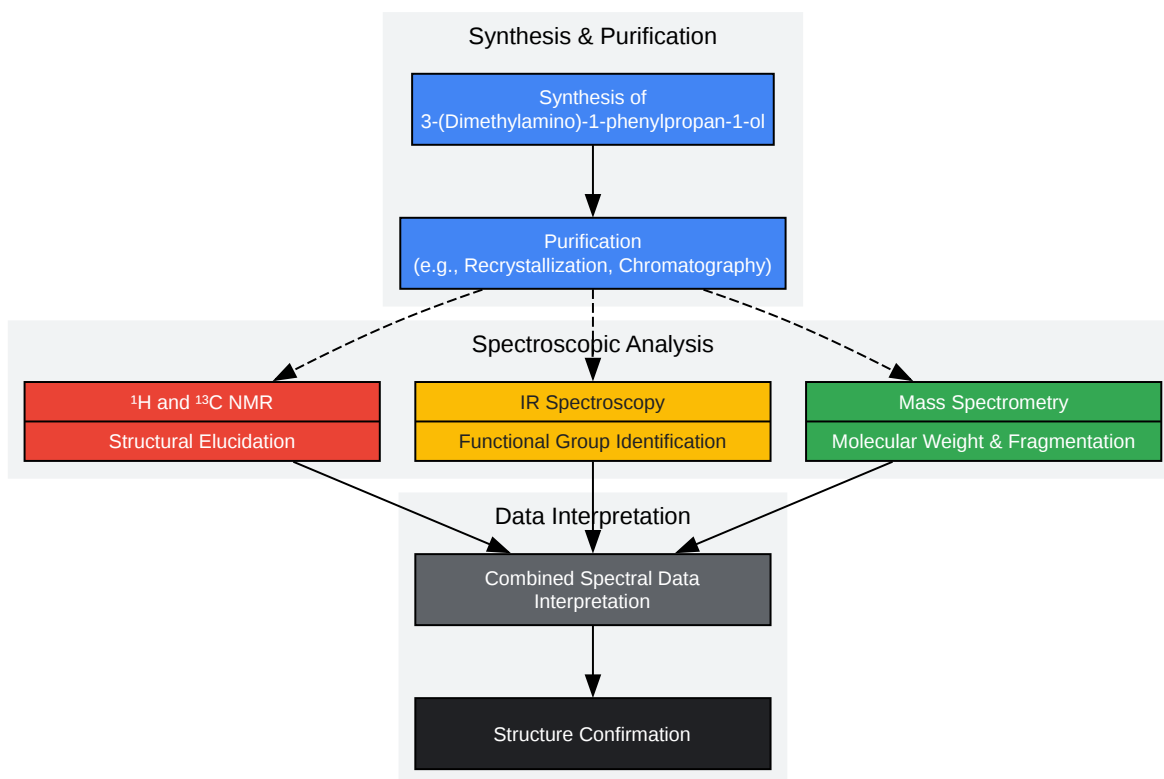 Synthesis & Purification
Synthesis of
3-(Dimethylamino)-1-phenylpropan-1-ol
Purification
(e.g., Recrystallization, Chromatography)
Spectroscopic Analysis
¹H and ¹³C NMR
Structural Elucidation
IR Spectroscopy
Functional Group Identification
Mass Spectrometry
Molecular Weight & Fragmentation
Data Interpretation
Combined Spectral Data
Interpretation
Structure Confirmation